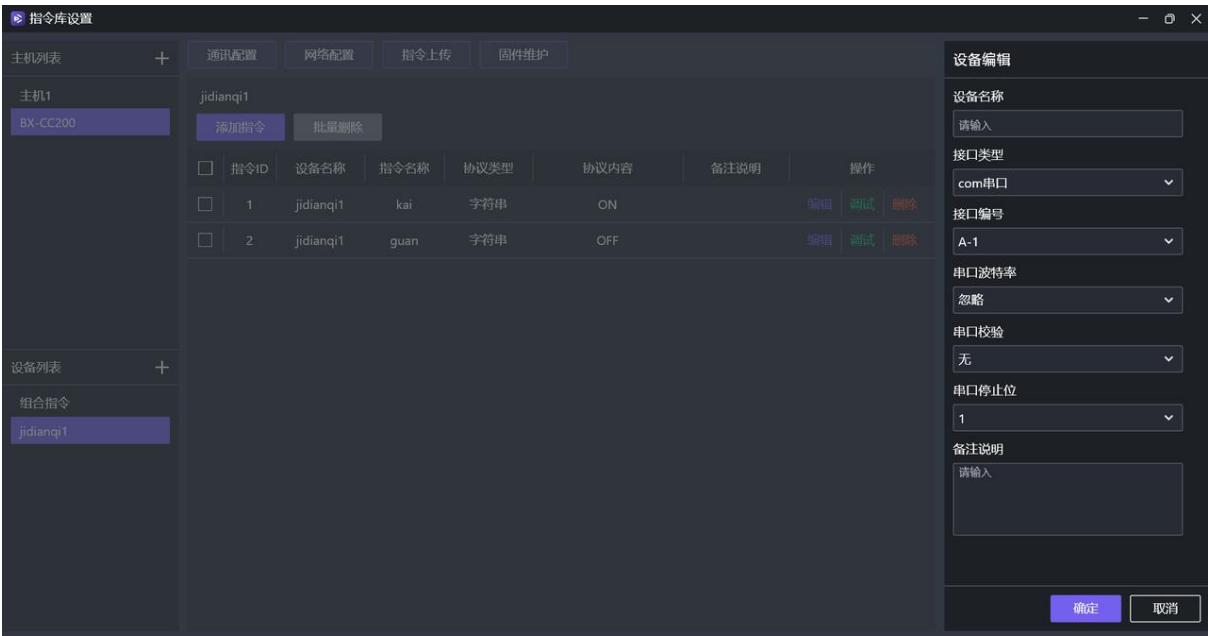 指令库设置
主机列表
主机1
BX-CC200
设备列表
组合指令
jidianqi1
通讯配置 网络配置 指令上传 固件维护
jidianqi1
添加指令 批量删除
指令ID 设备名称 指令名称 协议类型 协议内容 备注说明 操作
1 jidianqi1 kai 字符串 ON 编辑 调试 删除
2 jidianqi1 guan 字符串 OFF 编辑 调试 删除
设备编辑
设备名称
请输入
接口类型
com串口
接口编号
A-1
串口波特率
忽略
串口校验
无
串口停止位
1
备注说明
请输入
确定 取消